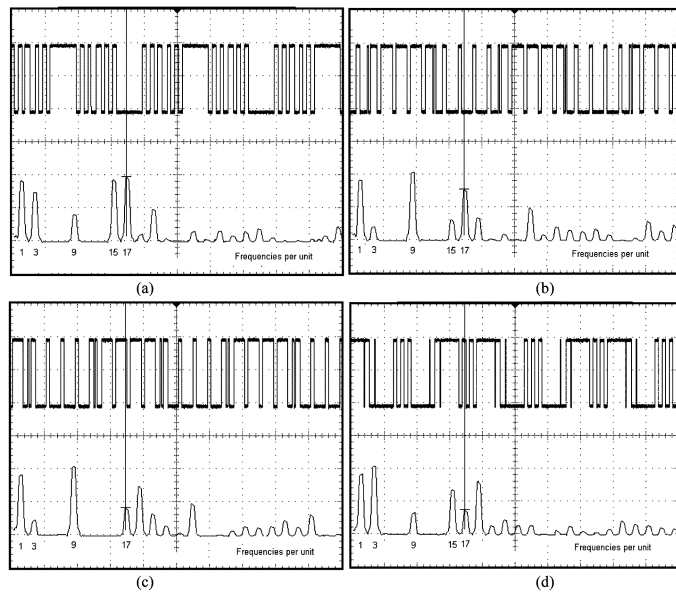 1 3 9 15 17
Frequencies per unit
(a)
1 3 9 15 17
Frequencies per unit
(b)
1 3 9 17
Frequencies per unit
(c)
1 3 9 15 17
Frequencies per unit
(d)